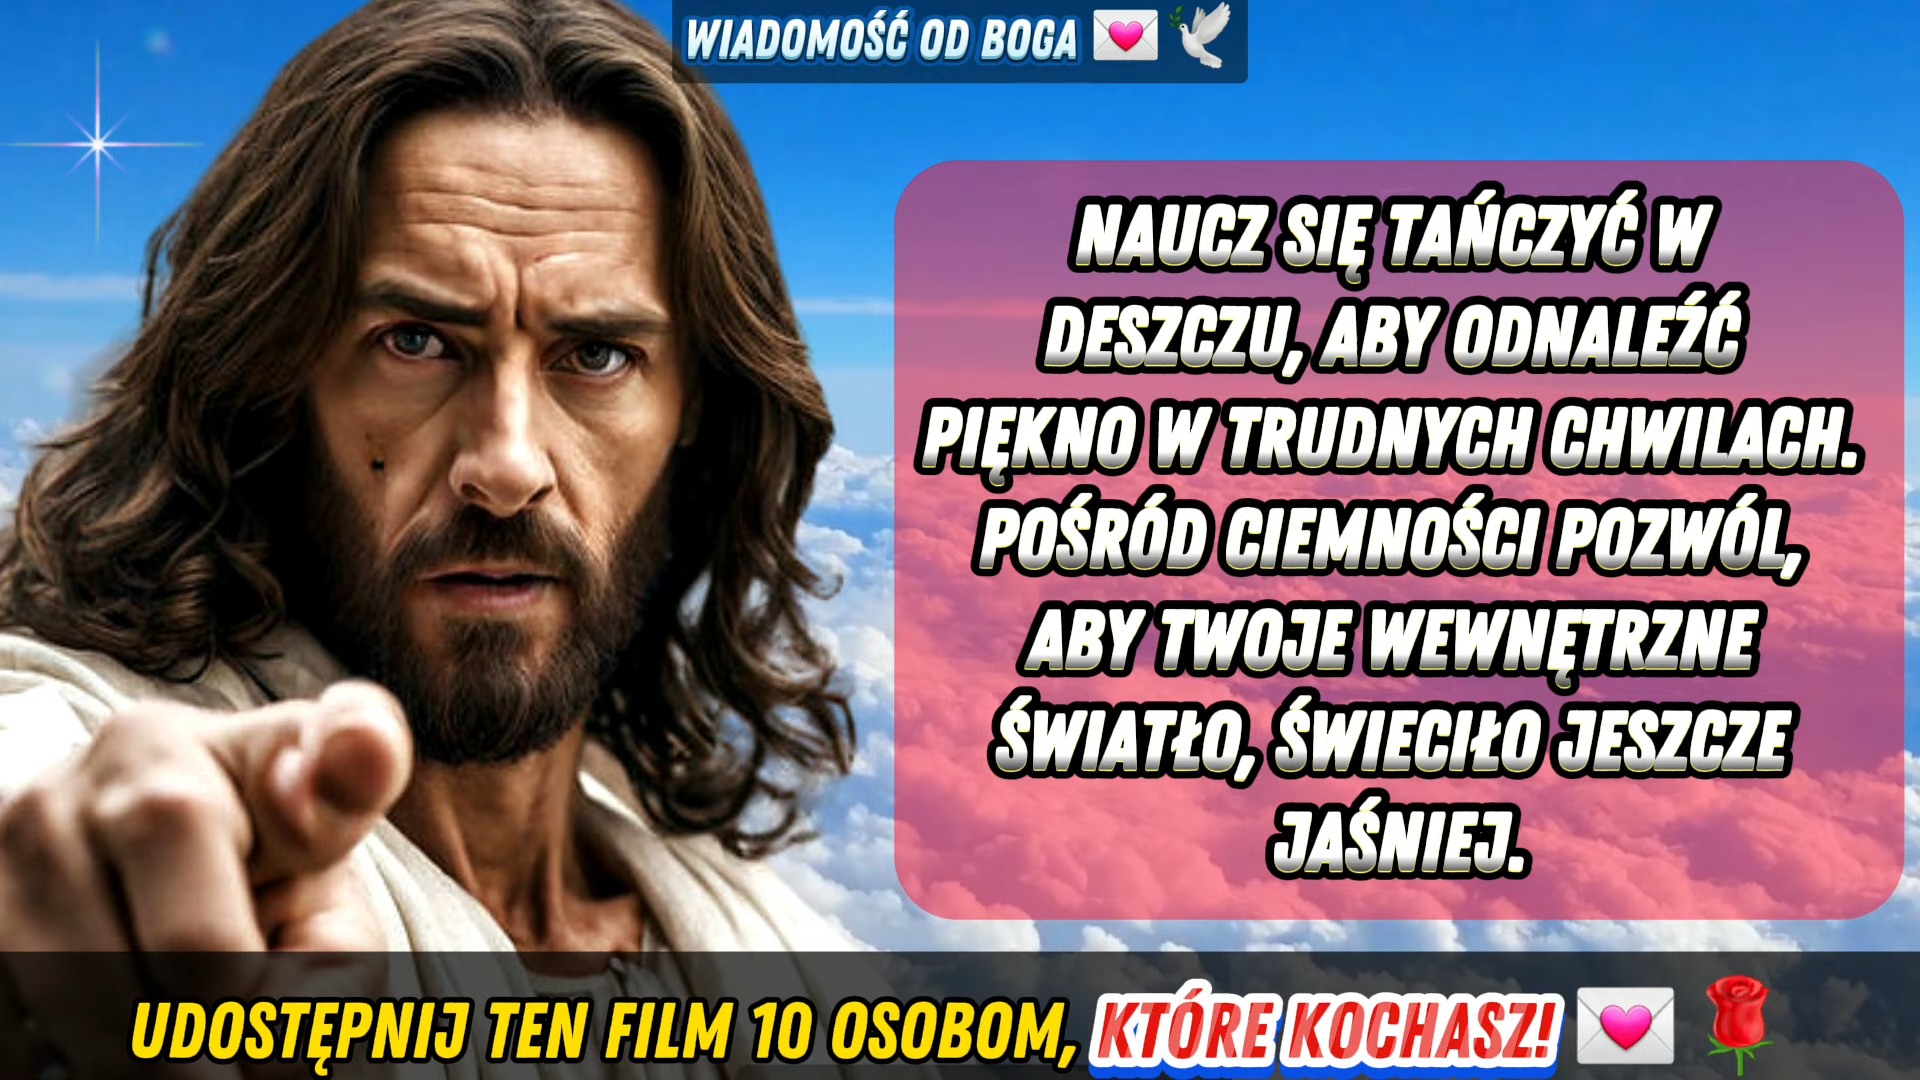 WIADOMOŚĆ OD BOGA 💌 🕊️
NAUCZ SIĘ TAŃCZYĆ W
DESZCZU, ABY ODNALEŹĆ
PIĘKNO W TRUDNYCH CHWILACH.
POŚRÓD CIEMNOŚCI POZWÓL,
ABY TWOJE WEWNĘTRZNE
ŚWIATŁO, ŚWIECIŁO JESZCZE
JAŚNIEJ.
UDOSTĘPNIJ TEN FILM 10 OSOBOM, KTÓRE KOCHASZ! 💌 🌹